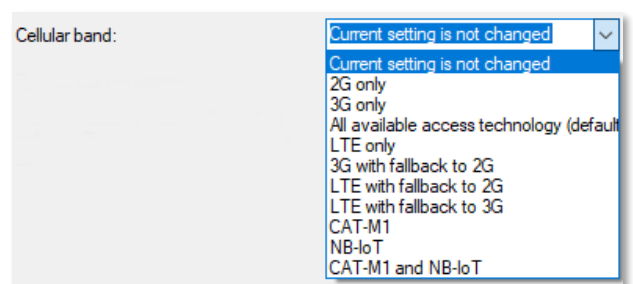 Cellular band:
Current setting is not changed
Current setting is not changed
2G only
3G only
All available access technology (default
LTE only
3G with fallback to 2G
LTE with fallback to 2G
LTE with fallback to 3G
CAT-M1
NB-IoT
CAT-M1 and NB-IoT